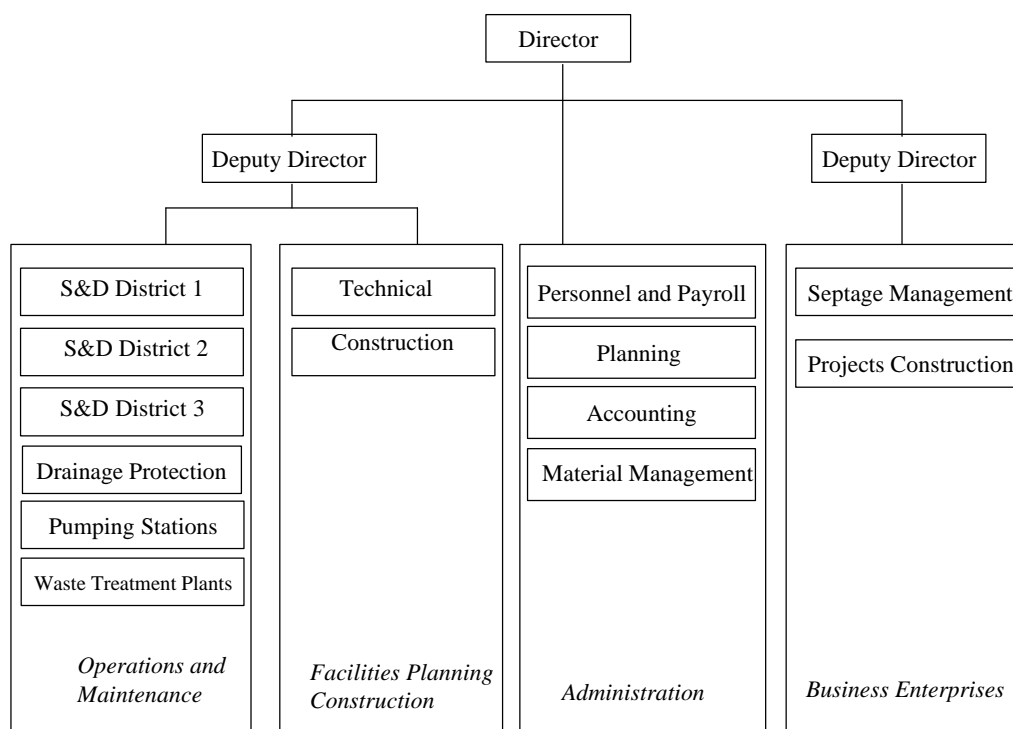 Director
Deputy Director
Deputy Director
S&D District 1
S&D District 2
S&D District 3
Drainage Protection
Pumping Stations
Waste Treatment Plants
Operations and
Maintenance
Technical
Construction
Facilities Planning
Construction
Personnel and Payroll
Planning
Accounting
Material Management
Administration
Septage Management
Projects Construction
Business Enterprises